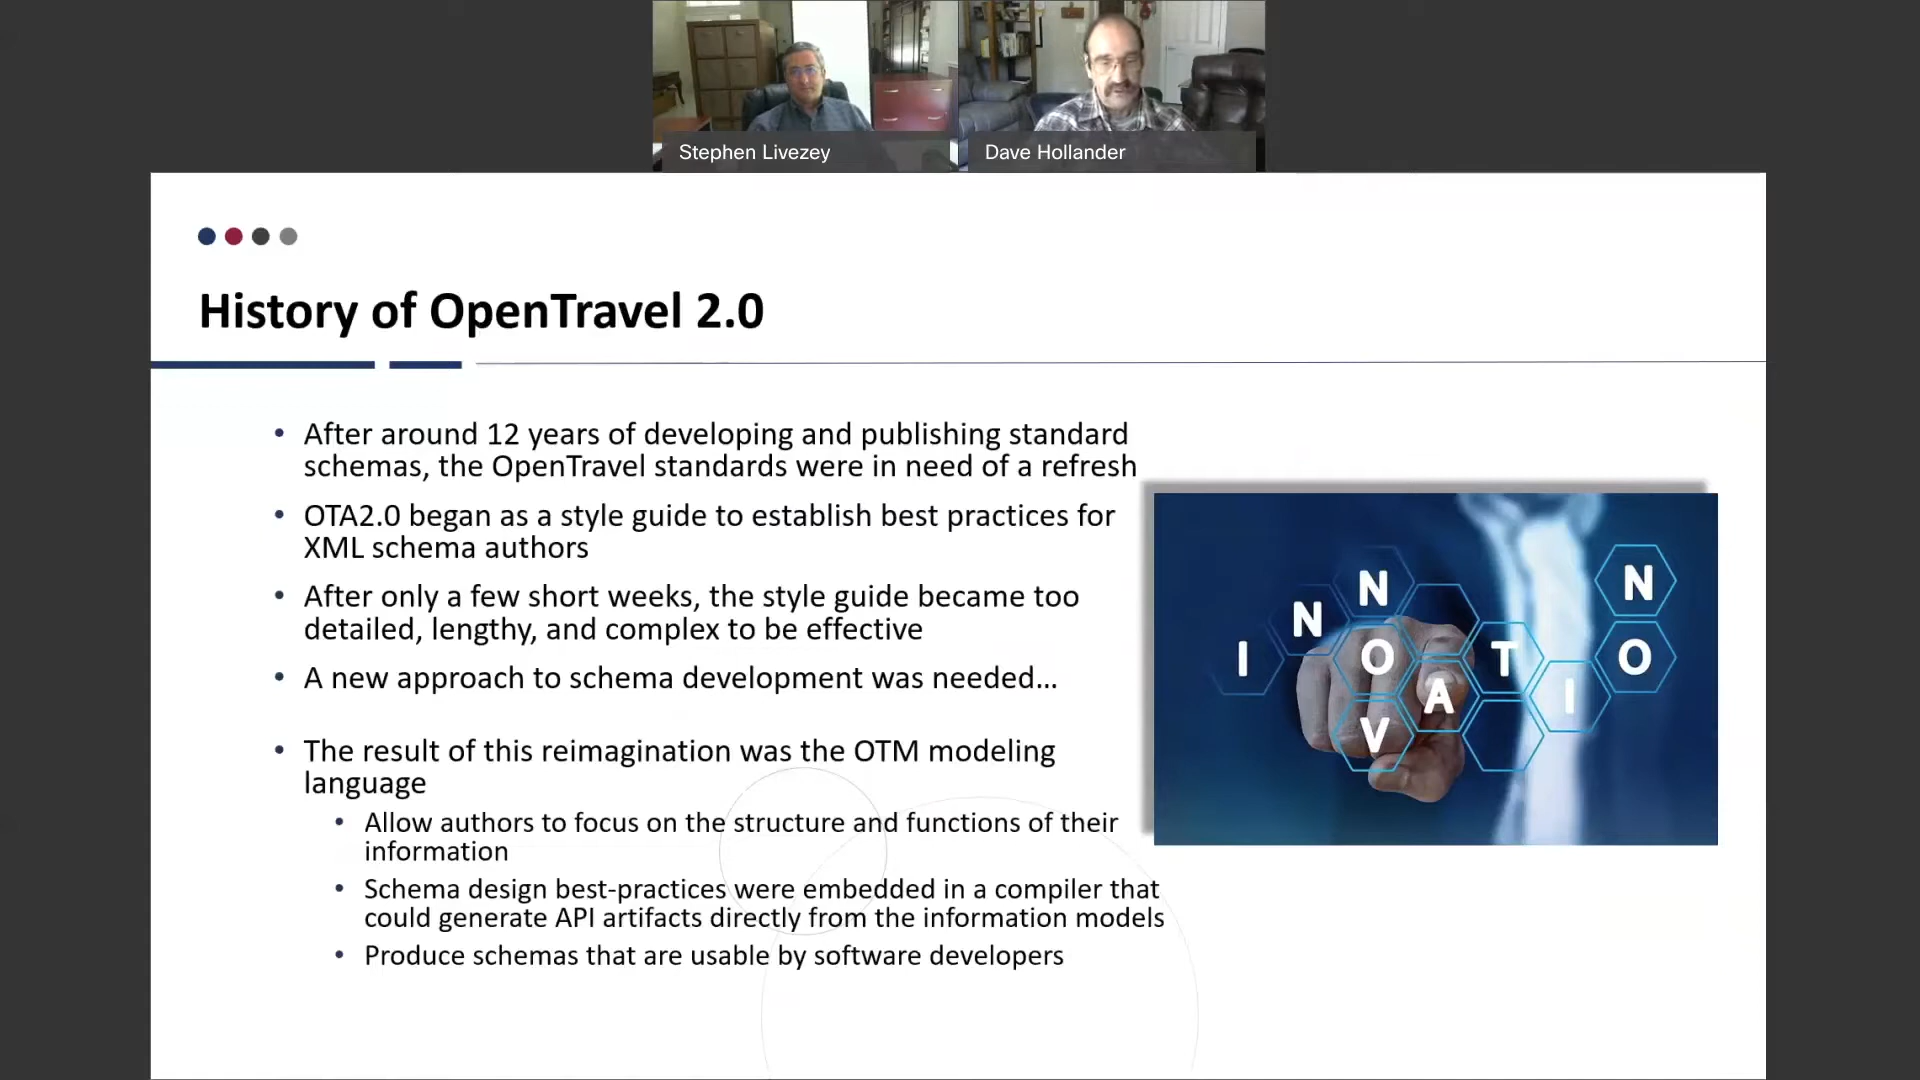 Stephen Livezey
Dave Hollander
History of OpenTravel 2.0
• After around 12 years of developing and publishing standard
schemas, the OpenTravel standards were in need of a refresh
• OTA2.0 began as a style guide to establish best practices for
XML schema authors
• After only a few short weeks, the style guide became too
detailed, lengthy, and complex to be effective
• A new approach to schema development was needed...
• The result of this reimagination was the OTM modeling
language
• Allow authors to focus on the structure and functions of their
information
• Schema design best-practices were embedded in a compiler that
could generate API artifacts directly from the information models
• Produce schemas that are usable by software developers
INNOVATION